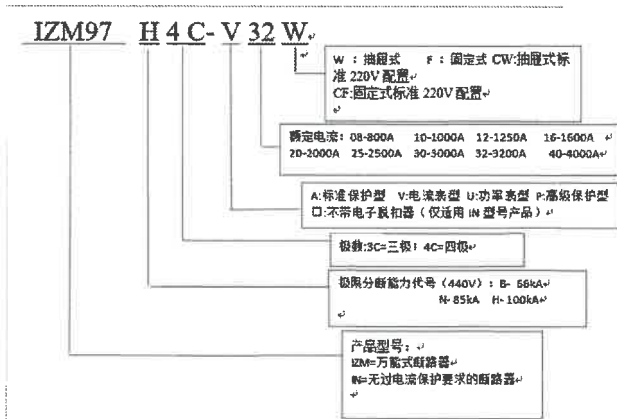 IZM97 H 4 C- V 32 W
W ：抽屉式 F ：固定式 CW:抽屉式标
准 220V 配置
CF:固定式标准 220V 配置
额定电流：08-800A 10-1000A 12-1250A 16-1600A
20-2000A 25-2500A 30-3000A 32-3200A 40-4000A
A:标准保护型 V:电流表型 U:功率表型 P:高级保护型
口:不带电子脱扣器（仅适用 IN 型号产品）
极数:3C=三极；4C=四极
极限分断能力代号（440V）：B- 66kA
N-85kA H-100kA
产品型号：
IZM=万能式断路器
IN=无过电流保护要求的断路器